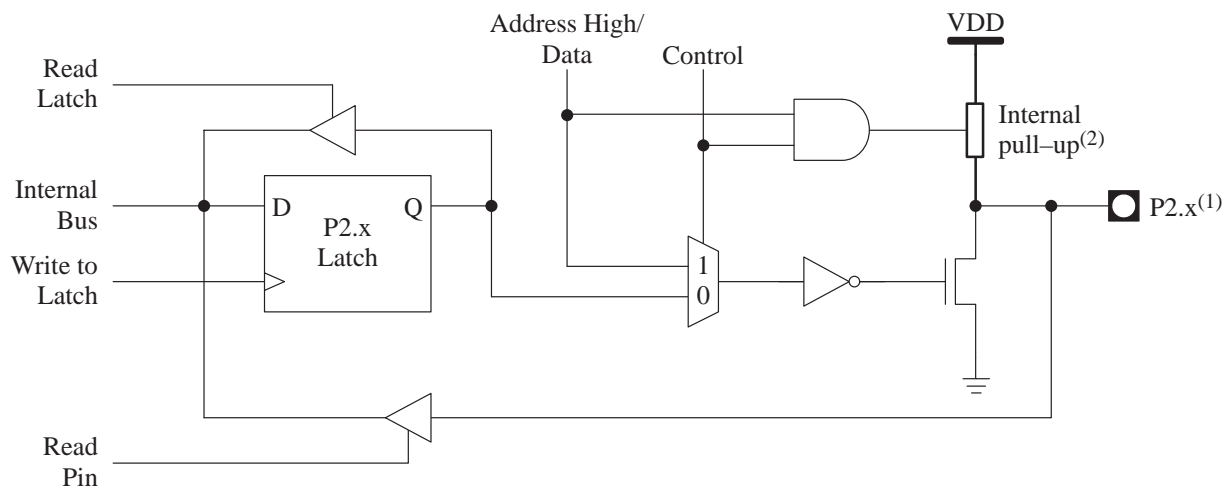 Address High/
Data
Control
VDD
Read
Latch
Internal
pull–up(2)
Internal
Bus
D
Q
P2.x
Latch
P2.x(1)
Write to
Latch
1
0
Read
Pin